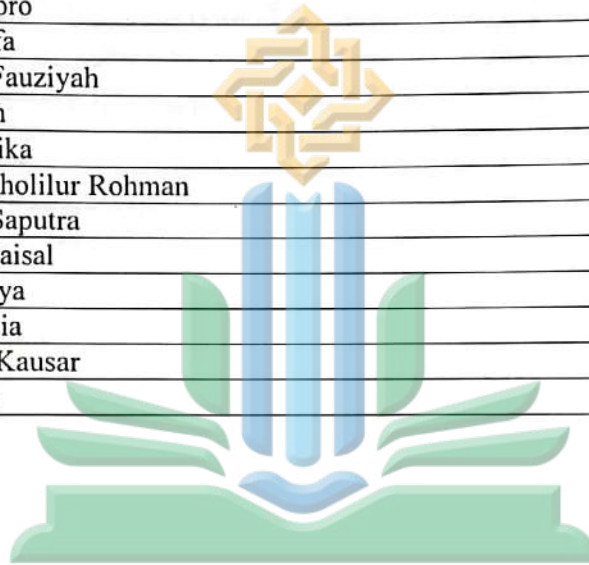 oro
fa
Fauziyah
n
ika
holilur Rohman
Saputra
aisal
ya
ia
Kausar